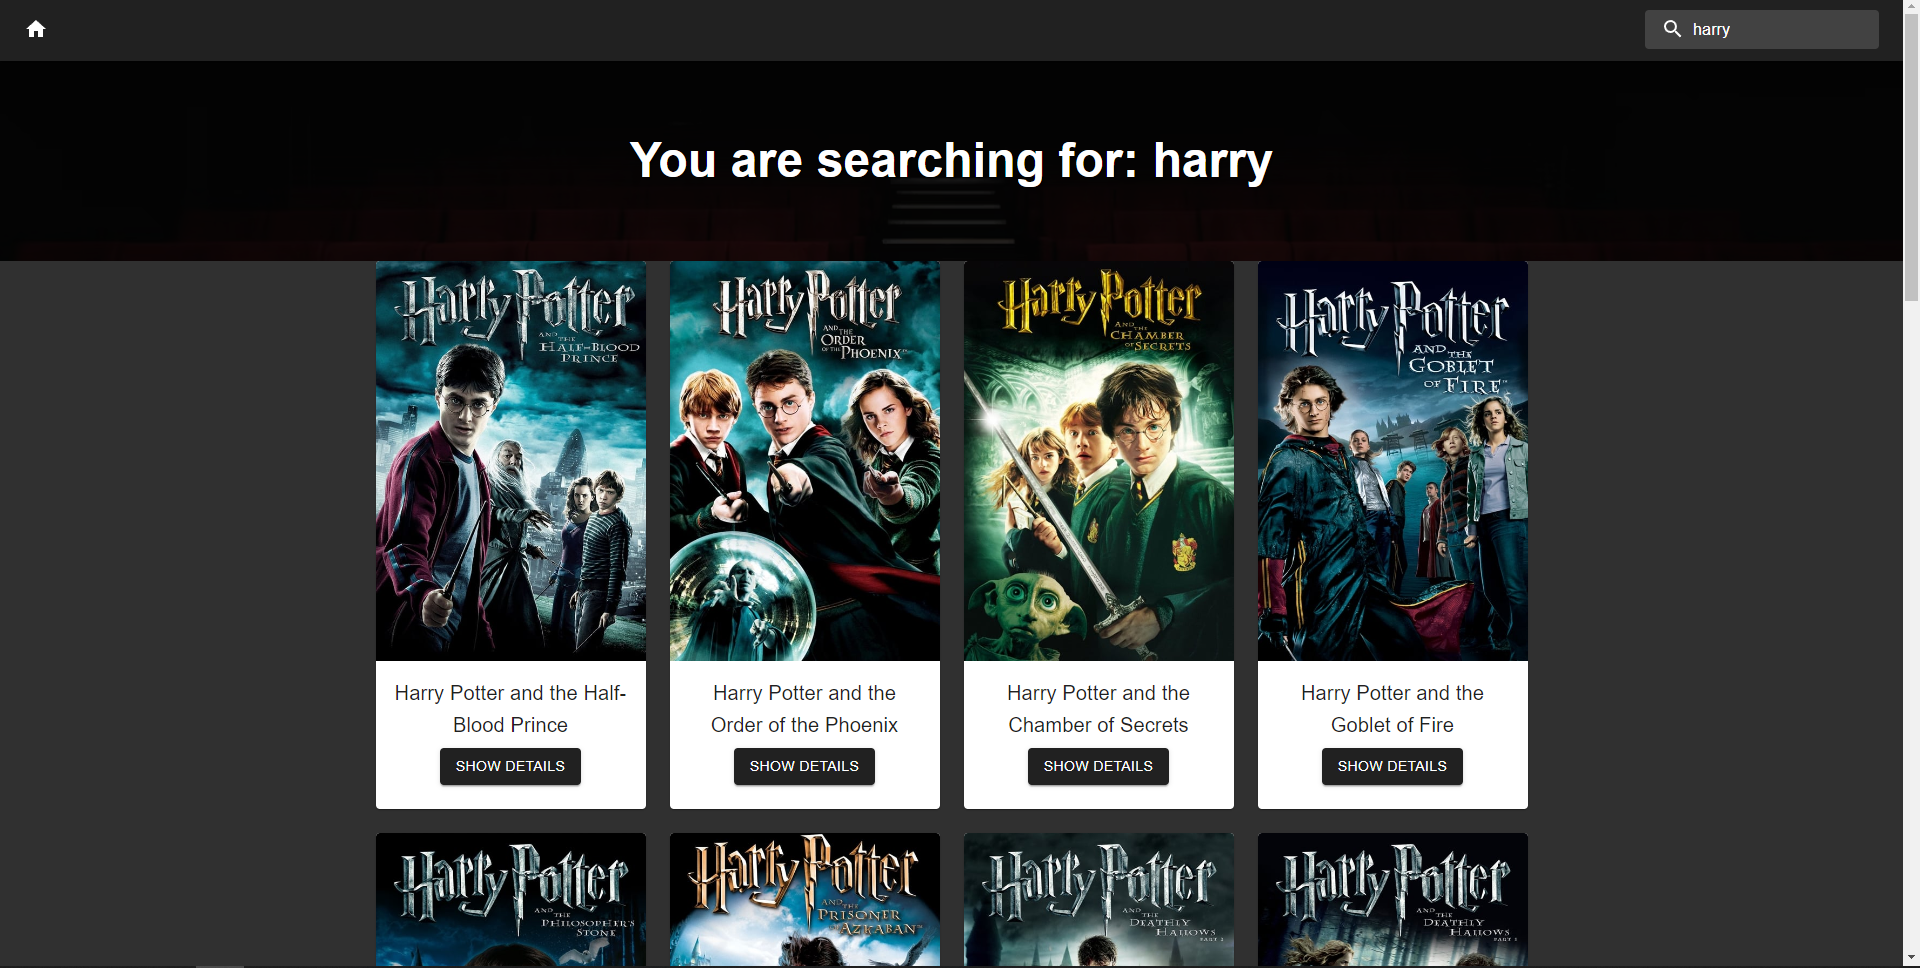 harry
You are searching for: harry
Harry Potter
AND THE
HALF-BLOOD
PRINCE
Harry Potter
AND THE
ORDER
OF THE PHOENIX
Harry Potter
AND THE
CHAMBER
OF SECRETS
Harry Potter
AND THE
GOBLET
OF FIRE
Harry Potter and the Half-
Blood Prince
SHOW DETAILS
Harry Potter and the
Order of the Phoenix
SHOW DETAILS
Harry Potter and the
Chamber of Secrets
SHOW DETAILS
Harry Potter and the
Goblet of Fire
SHOW DETAILS
Harry Potter
AND THE
PHILOSOPHER'S
STONE
Harry Potter
AND THE
PRISONER
OF AZKABAN
Harry Potter
AND THE
DEATHLY
HALLOWS
PART 2
Harry Potter
AND THE
DEATHLY
HALLOWS
PART 1